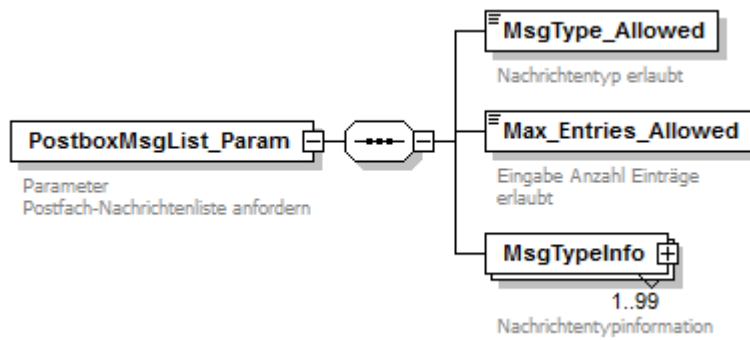 MsgType_Allowed
Nachrichtentyp erlaubt
PostboxMsgList_Param
Parameter
Postfach-Nachrichtenliste anfordern
Max_Entries_Allowed
Eingabe Anzahl Einträge
erlaubt
MsgTypeInfo
1..99
Nachrichtentypinformation